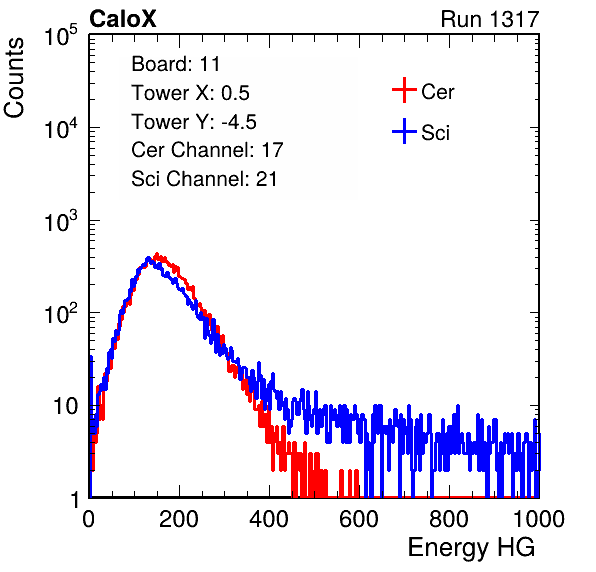 CaloX Run 1317
Counts
10^5
10^4
10^3
10^2
10
1
Board: 11
Tower X: 0.5
Tower Y: -4.5
Cer Channel: 17
Sci Channel: 21
Cer
Sci
0 200 400 600 800 1000
Energy HG